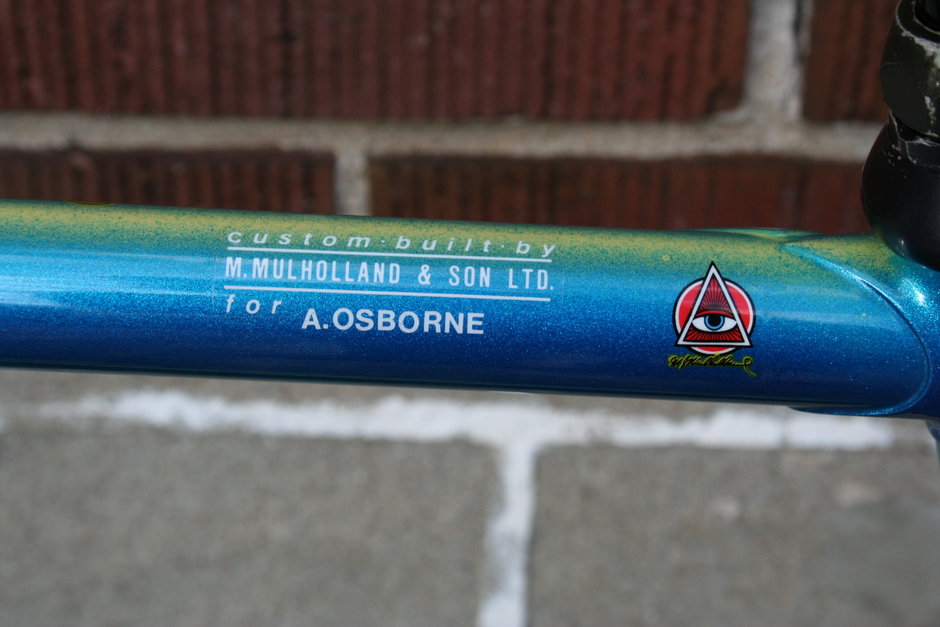 custom·built·by
M.MULHOLLAND & SON LTD.
for A.OSBORNE